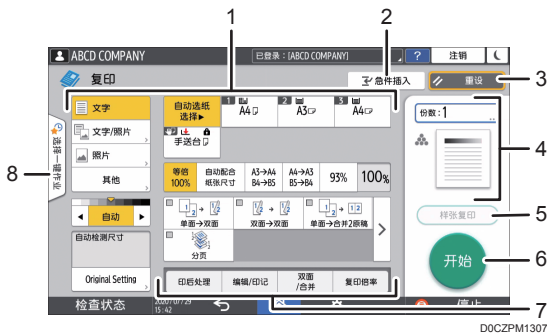 1
2
ABCD COMPANY
已登录：[ABCD COMPANY]
?
注销
复印
急件插入
重设
3
文字
文字/照片
照片
其他
自动
自动检测尺寸
Original Setting
自动选纸
选择▶
1
A4
2
A3
3
A4
手送台
等倍
100%
自动配合
纸张尺寸
A3→A4
B4→B5
A4→A3
B5→B4
93%
100%
单面→双面
双面→双面
单面→合并2原稿
分页
印后处理
编辑/印记
双面
/合并
复印倍率
份数:1
4
样张复印
5
开始
6
8
选择一键作业
检查状态
15:42
停止
7
D0CZPM1307